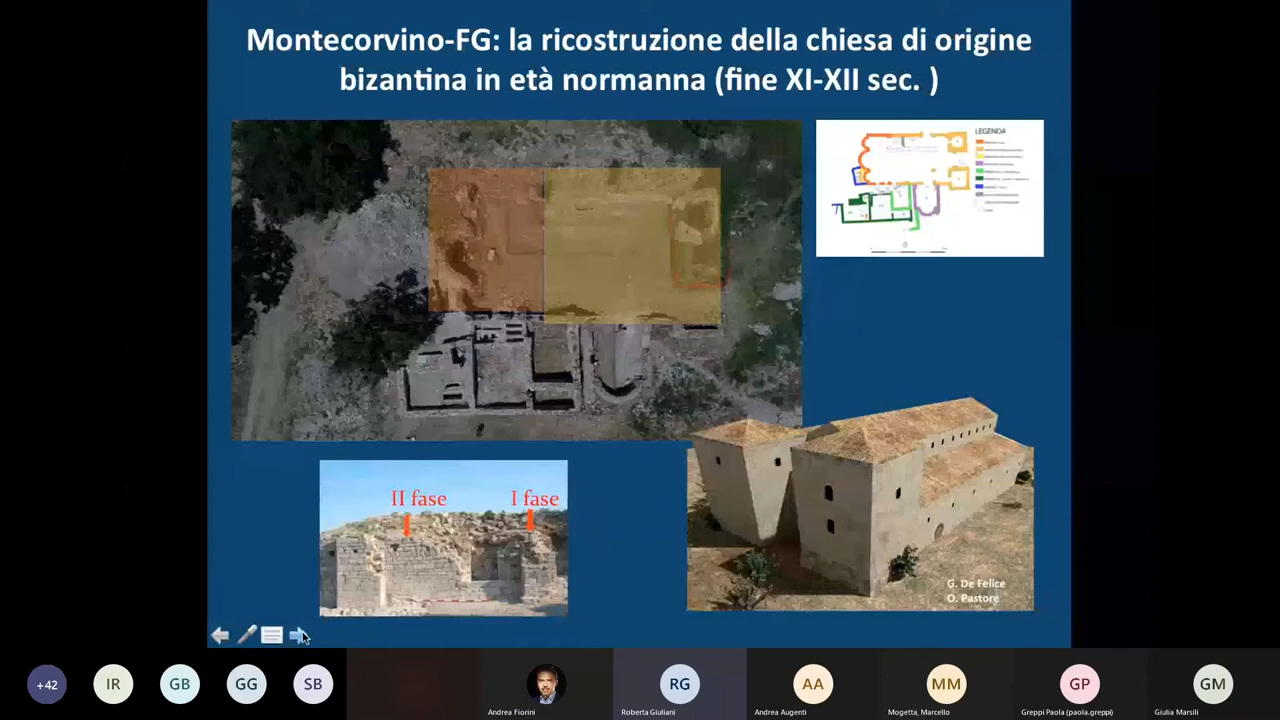 Montecorvino-FG: la ricostruzione della chiesa di origine
bizantina in età normanna (fine XI-XII sec. )
LEGENDA
II fase
I fase
G. De Felice
O. Pastore
+42
IR
GB
GG
SB
Andrea Fiorini
RG
Roberta Giuliani
AA
Andrea Augenti
MM
Mogetta, Marcello
GP
Greppi Paola (paola.greppi)
GM
Giulia Marsili